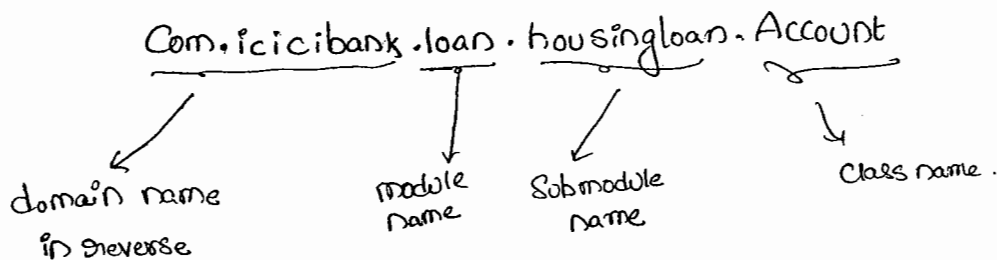 Com.icicibank.loan.housingloan.Account
domain name
in reverse
module
name
Submodule
name
Class name.